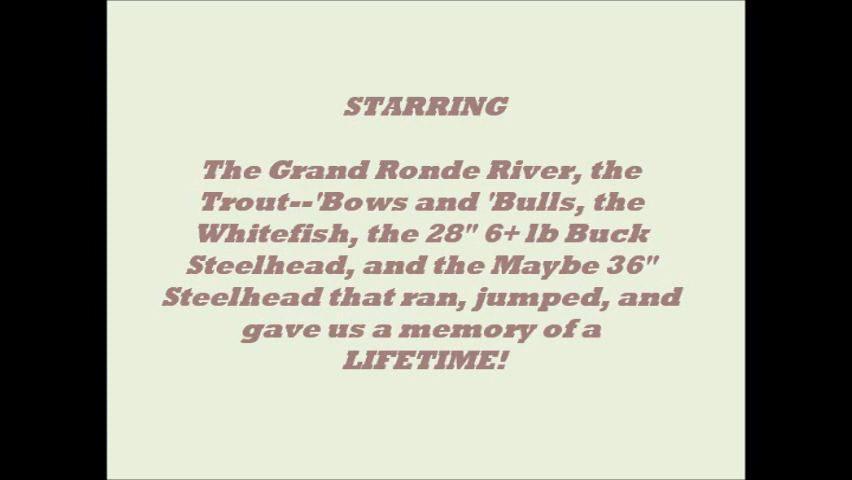 STARRING
The Grand Ronde River, the
Trout--'Bows and 'Bulls, the
Whitefish, the 28" 6+ lb Buck
Steelhead, and the Maybe 36"
Steelhead that ran, jumped, and
gave us a memory of a
LIFETIME!